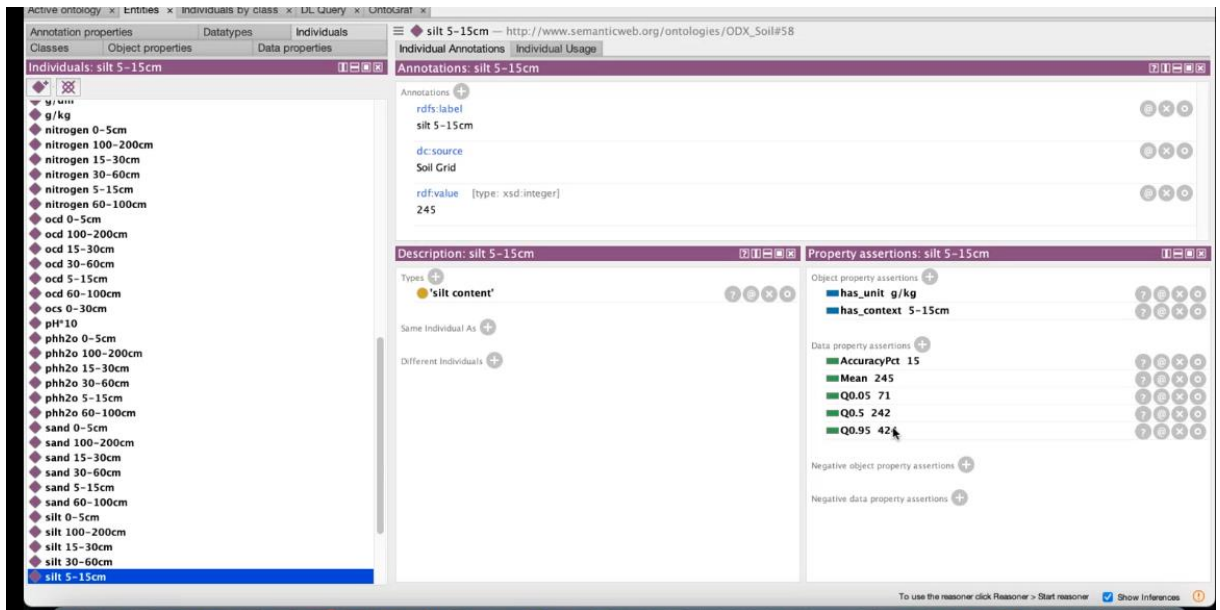 Active ontology × Entities × Individuals by class × DL Query × OntoGraf ×
Annotation properties Datatypes Individuals
Classes Object properties Data properties
Individuals: silt 5-15cm
g/kg
nitrogen 0-5cm
nitrogen 100-200cm
nitrogen 15-30cm
nitrogen 30-60cm
nitrogen 5-15cm
nitrogen 60-100cm
ocd 0-5cm
ocd 100-200cm
ocd 15-30cm
ocd 30-60cm
ocd 5-15cm
ocd 60-100cm
ocs 0-30cm
pH*10
phh2o 0-5cm
phh2o 100-200cm
phh2o 15-30cm
phh2o 30-60cm
phh2o 5-15cm
phh2o 60-100cm
sand 0-5cm
sand 100-200cm
sand 15-30cm
sand 30-60cm
sand 5-15cm
sand 60-100cm
silt 0-5cm
silt 100-200cm
silt 15-30cm
silt 30-60cm
silt 5-15cm
silt 5-15cm — http://www.semanticweb.org/ontologies/ODX_Soil#58
Individual Annotations Individual Usage
Annotations: silt 5-15cm
Annotations
rdfs:label
silt 5-15cm
dc:source
Soil Grid
rdf:value [type: xsd:integer]
245
Description: silt 5-15cm
Types
'silt content'
Same Individual As
Different Individuals
Property assertions: silt 5-15cm
Object property assertions
has_unit g/kg
has_context 5-15cm
Data property assertions
AccuracyPct 15
Mean 245
Q0.05 71
Q0.5 242
Q0.95
Negative object property assertions
Negative data property assertions
To use the reasoner click Reasoner > Start reasoner Show Inferences